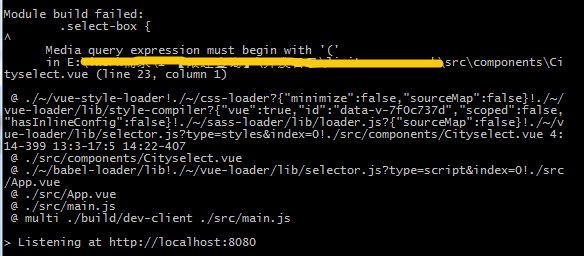 Module build failed:
.select-box {
^
Media query expression must begin with '('
in E:\src\components\Ci
tyselect.vue (line 23, column 1)
@ ./~/vue-style-loader!./~/css-loader?{"minimize":false,"sourceMap":false}!./~/
vue-loader/lib/style-compiler?{"vue":true,"id":"data-v-7f0c737d","scoped":false,
"hasInlineConfig":false}!./~/sass-loader/lib/loader.js?{"sourceMap":false}!./~/v
ue-loader/lib/selector.js?type=styles&index=0!./src/components/Cityselect.vue 4:
14-399 13:3-17:5 14:22-407
@ ./src/components/Cityselect.vue
@ ./~/babel-loader/lib!./~/vue-loader/lib/selector.js?type=script&index=0!./src
/App.vue
@ ./src/App.vue
@ ./src/main.js
@ multi ./build/dev-client ./src/main.js
> Listening at http://localhost:8080